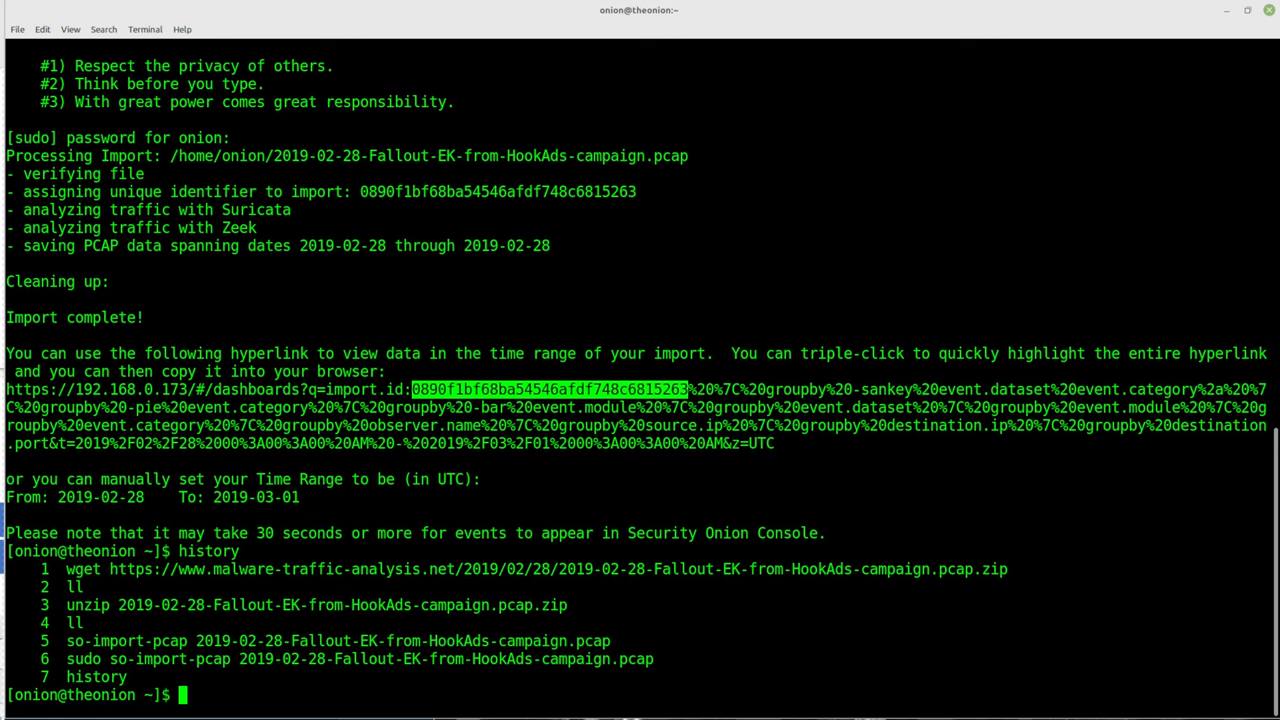 onion@theonion:~
File Edit View Search Terminal Help
#1) Respect the privacy of others.
#2) Think before you type.
#3) With great power comes great responsibility.
[sudo] password for onion:
Processing Import: /home/onion/2019-02-28-Fallout-EK-from-HookAds-campaign.pcap
- verifying file
- assigning unique identifier to import: 0890f1bf68ba54546afdf748c6815263
- analyzing traffic with Suricata
- analyzing traffic with Zeek
- saving PCAP data spanning dates 2019-02-28 through 2019-02-28
Cleaning up:
Import complete!
You can use the following hyperlink to view data in the time range of your import.  You can triple-click to quickly highlight the entire hyperlink
and you can then copy it into your browser:
https://192.168.0.173/#/dashboards?q=import.id:0890f1bf68ba54546afdf748c6815263%20%7C%20groupby%20-sankey%20event.dataset%20event.category%2a%20%7
C%20groupby%20-pie%20event.category%20%7C%20groupby%20-bar%20event.module%20%7C%20groupby%20event.dataset%20%7C%20groupby%20event.module%20%7C%20g
roupby%20event.category%20%7C%20groupby%20observer.name%20%7C%20groupby%20source.ip%20%7C%20groupby%20destination.ip%20%7C%20groupby%20destination
.port&t=2019%2F02%2F28%2000%3A00%3A00%20AM%20-%202019%2F03%2F01%2000%3A00%3A00%20AM&z=UTC
or you can manually set your Time Range to be (in UTC):
From: 2019-02-28    To: 2019-03-01
Please note that it may take 30 seconds or more for events to appear in Security Onion Console.
[onion@theonion ~]$ history
1  wget https://www.malware-traffic-analysis.net/2019/02/28/2019-02-28-Fallout-EK-from-HookAds-campaign.pcap.zip
2  ll
3  unzip 2019-02-28-Fallout-EK-from-HookAds-campaign.pcap.zip
4  ll
5  so-import-pcap 2019-02-28-Fallout-EK-from-HookAds-campaign.pcap
6  sudo so-import-pcap 2019-02-28-Fallout-EK-from-HookAds-campaign.pcap
7  history
[onion@theonion ~]$